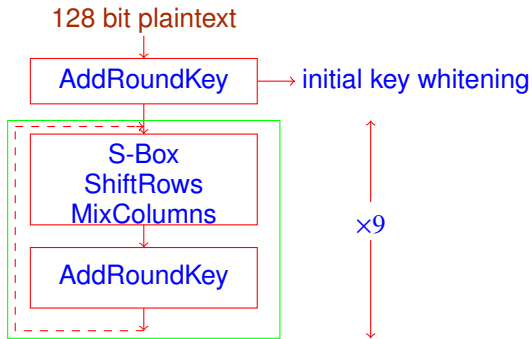 128 bit plaintext
AddRoundKey
initial key whitening
S-Box
ShiftRows
MixColumns
×9
AddRoundKey